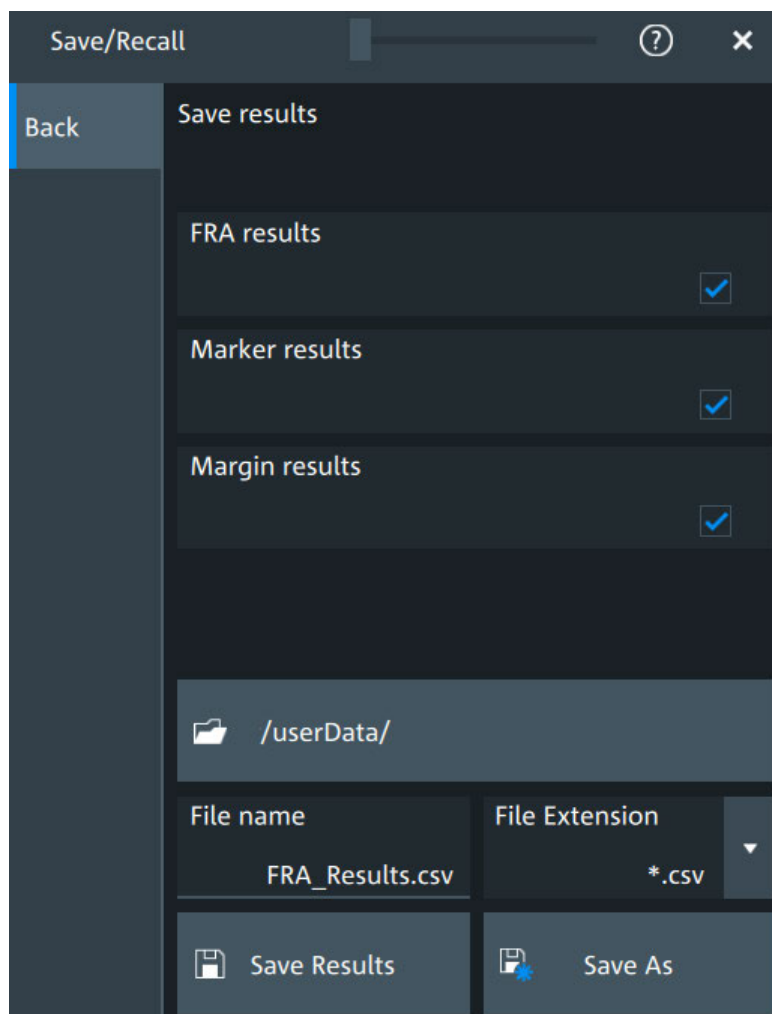 Save/Recall
Back
Save results
FRA results
Marker results
Margin results
/userData/
File name
File Extension
FRA_Results.csv
*.csv
Save Results
Save As